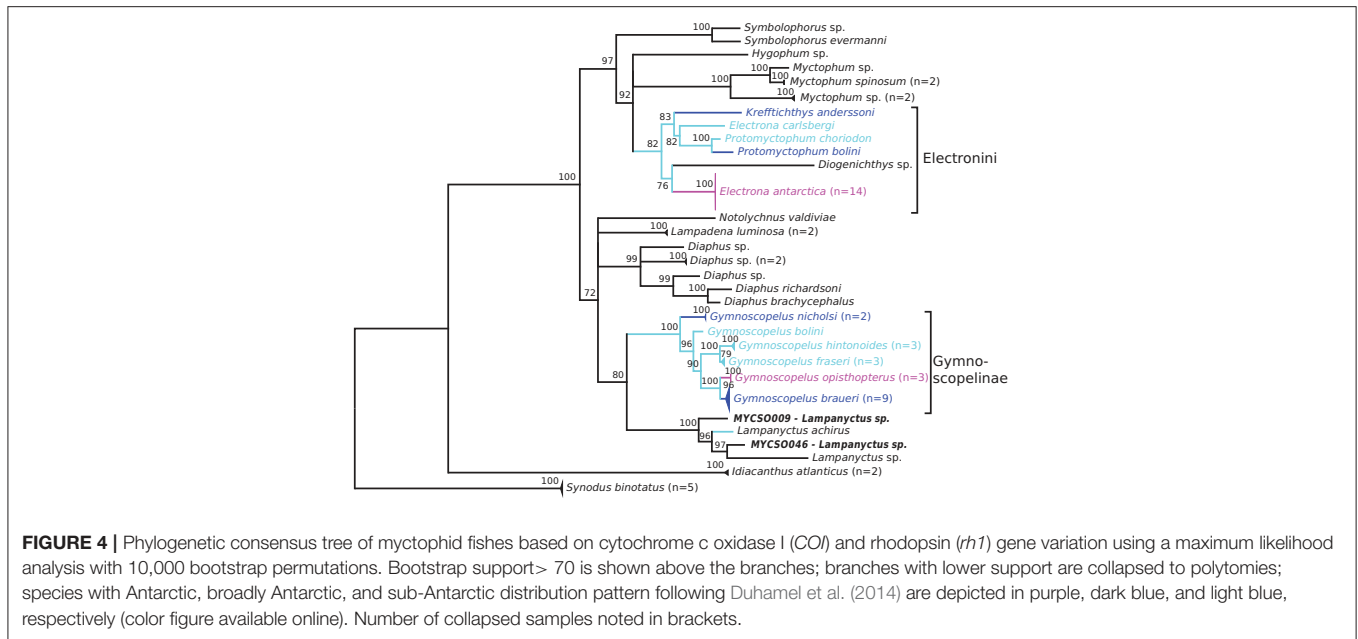 100
Symbolophorus sp.
Symbolophorus evermanni
97
Hygophum sp.
100
Myctophum sp.
100
100
Myctophum spinosum (n=2)
92
100
Myctophum sp. (n=2)
83
Krefftichthys anderssoni
Electrona carlsbergi
82
82
100
Protomyctophum choriodon
Protomyctophum bolini
Electronini
Diogenichthys sp.
76
100
Electrona antarctica (n=14)
100
Notolychnus valdiviae
100
Lampadena luminosa (n=2)
Diaphus sp.
99
100
Diaphus sp. (n=2)
99
Diaphus sp.
100
Diaphus richardsoni
Diaphus brachycephalus
72
100
100
Gymnoscopelus nicholsi (n=2)
Gymnoscopelus bolini
96
100
100
Gymnoscopelus hintonoides (n=3)
90
79
Gymnoscopelus fraseri (n=3)
Gymno-
scopelinae
100
100
Gymnoscopelus opisthopterus (n=3)
96
Gymnoscopelus braueri (n=9)
80
100
MYCSO009 - Lampanyctus sp.
96
Lampanyctus achirus
97
MYCSO046 - Lampanyctus sp.
Lampanyctus sp.
100
Idiacanthus atlanticus (n=2)
100
Synodus binotatus (n=5)
FIGURE 4 | Phylogenetic consensus tree of myctophid fishes based on cytochrome c oxidase I (COI) and rhodopsin (rh1) gene variation using a maximum likelihood
analysis with 10,000 bootstrap permutations. Bootstrap support> 70 is shown above the branches; branches with lower support are collapsed to polytomies;
species with Antarctic, broadly Antarctic, and sub-Antarctic distribution pattern following Duhamel et al. (2014) are depicted in purple, dark blue, and light blue,
respectively (color figure available online). Number of collapsed samples noted in brackets.